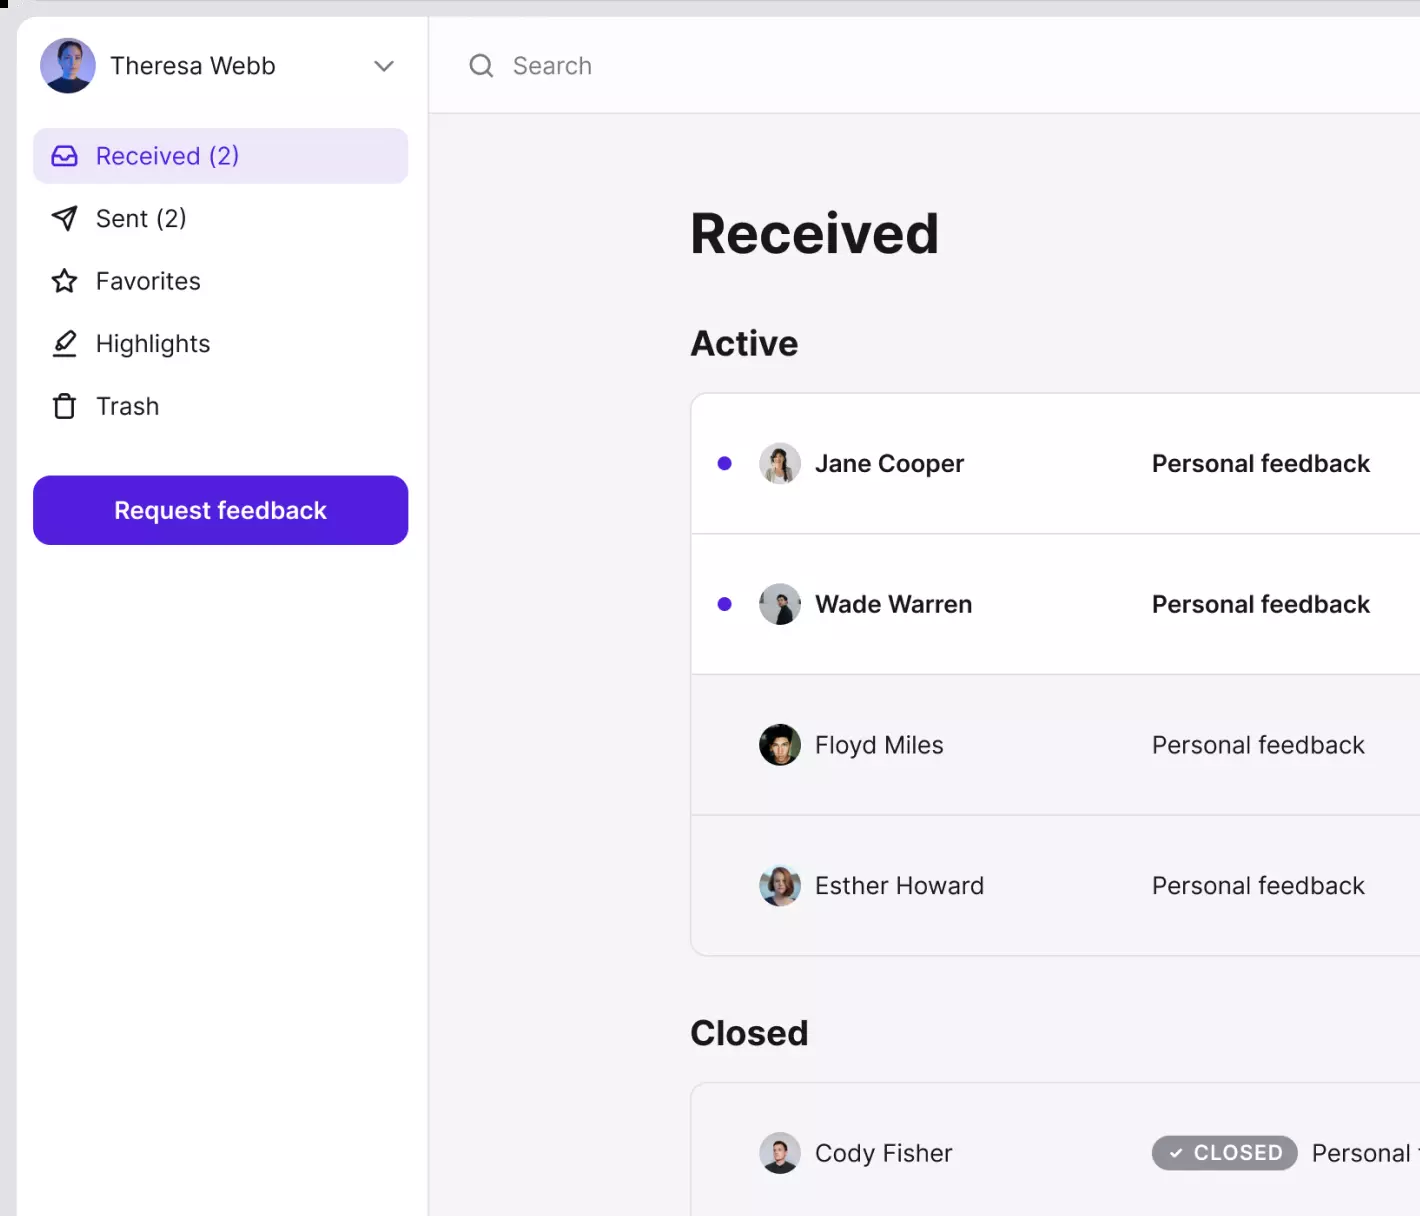 Theresa Webb
Search
Received (2)
Sent (2)
Favorites
Highlights
Trash
Request feedback
Received
Active
Jane Cooper Personal feedback
Wade Warren Personal feedback
Floyd Miles Personal feedback
Esther Howard Personal feedback
Closed
Cody Fisher CLOSED Personal